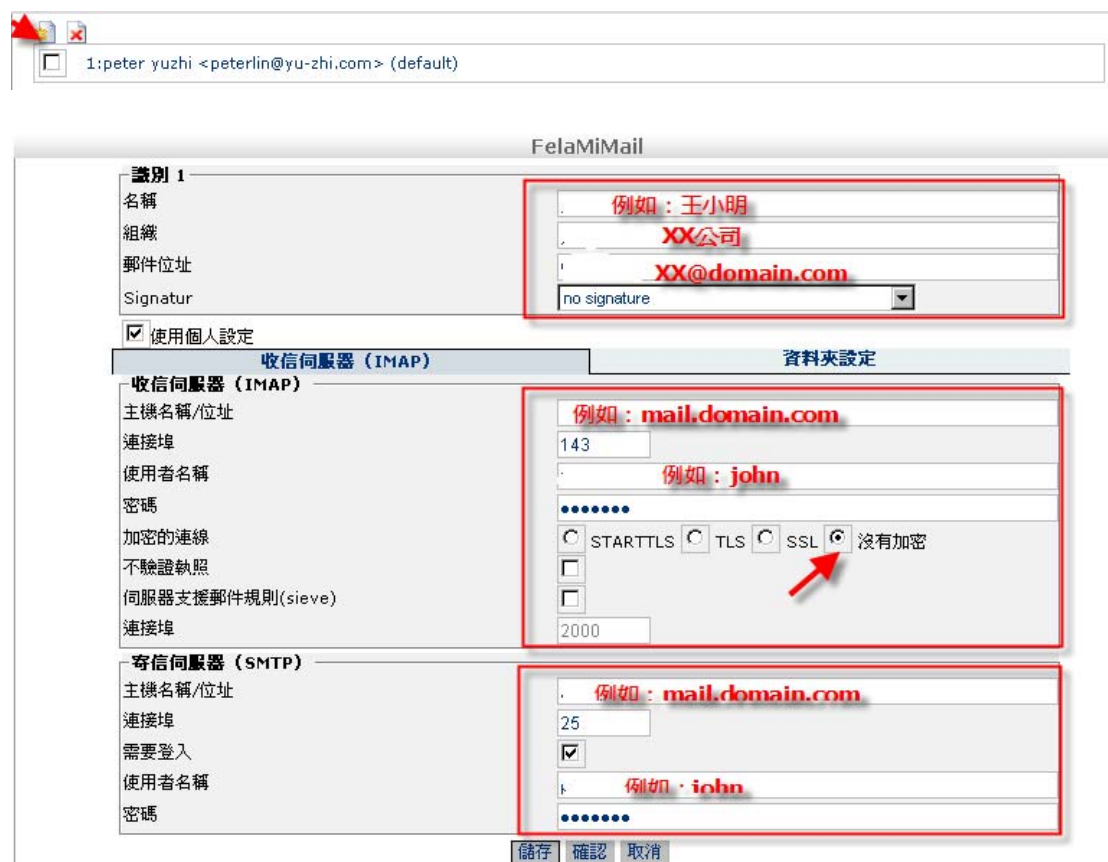 1:peter yuzhi <peterlin@yu-zhi.com> (default)
FelaMiMail
識別 1
名稱 例如：王小明
組織 XX公司
郵件位址 XX@domain.com
Signatur no signature
使用個人設定
收信伺服器（IMAP） 資料夾設定
收信伺服器（IMAP）
主機名稱/位址 例如：mail.domain.com
連接埠 143
使用者名稱 例如：john
密碼 •••••••
加密的連線 STARTTLS TLS SSL 沒有加密
不驗證執照
伺服器支援郵件規則(sieve)
連接埠 2000
寄信伺服器（SMTP）
主機名稱/位址 例如：mail.domain.com
連接埠 25
需要登入
使用者名稱 例如：john
密碼 •••••••
儲存 確認 取消